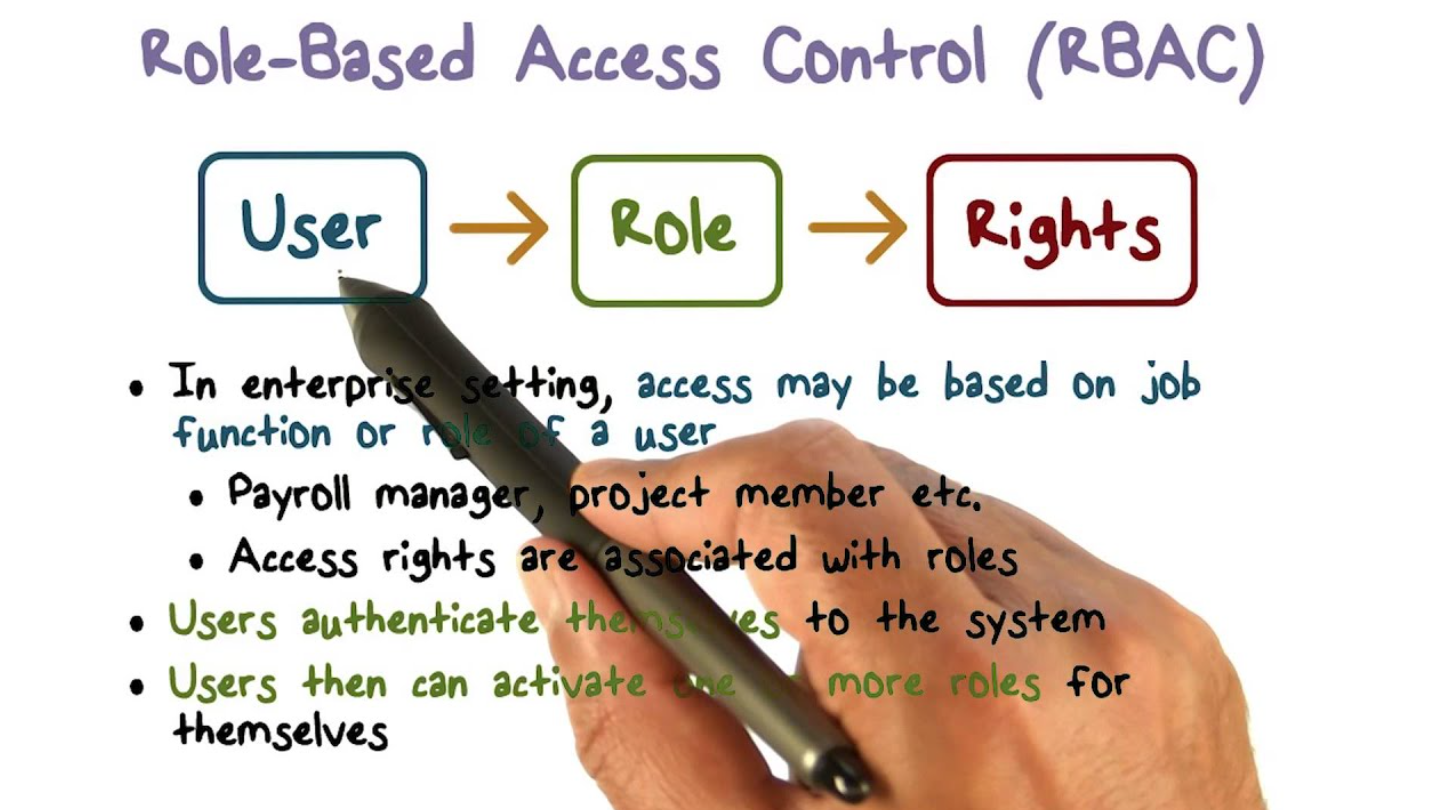 Role-Based Access Control (RBAC)
User
Role
Rights
• In enterprise setting, access may be based on job
function or role of a user
• Payroll manager, project member etc.
• Access rights are associated with roles
• Users authenticate themselves to the system
• Users then can activate one or more roles for
themselves